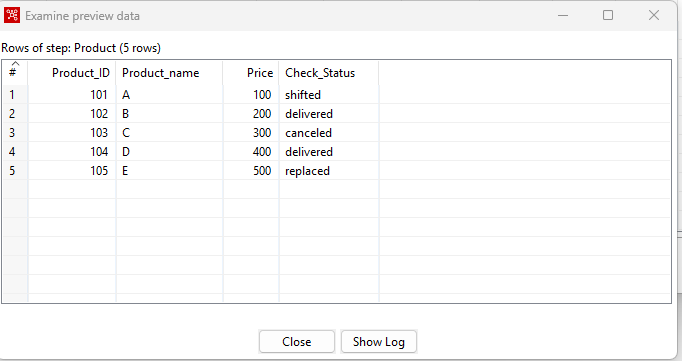 Examine preview data
Rows of step: Product (5 rows)
# Product_ID Product_name Price Check_Status
1 101 A 100 shifted
2 102 B 200 delivered
3 103 C 300 canceled
4 104 D 400 delivered
5 105 E 500 replaced
Close Show Log